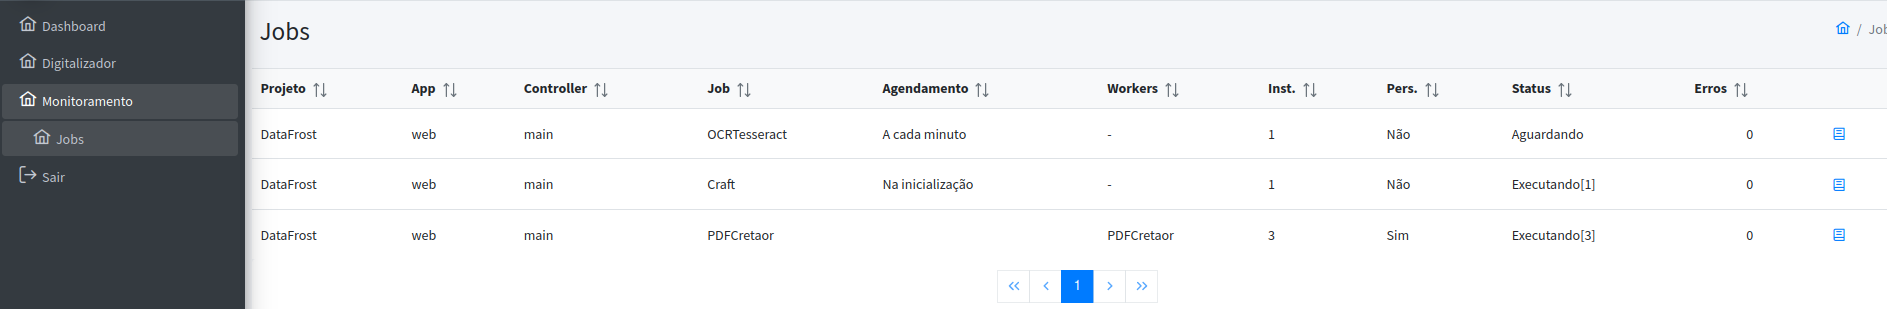 Dashboard
Digitalizador
Monitoramento
Jobs
Sair
Jobs
/ Job
Projeto App Controller Job Agendamento Workers Inst. Pers. Status Erros
DataFrost web main OCRTesseract A cada minuto - 1 Não Aguardando 0
DataFrost web main Craft Na inicialização - 1 Não Executando[1] 0
DataFrost web main PDFCretaor PDFCretaor 3 Sim Executando[3] 0
« ‹ 1 › »